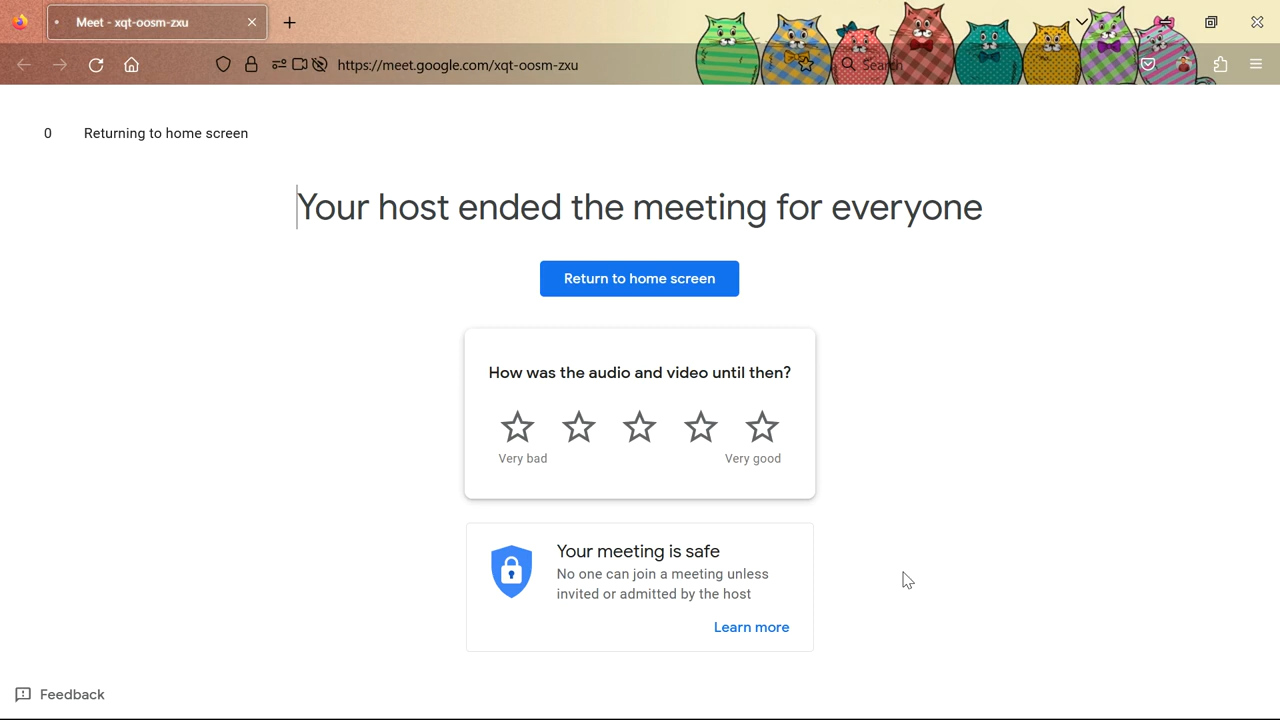 Meet - xqt-oosm-zxu
https://meet.google.com/xqt-oosm-zxu
Search
0 Returning to home screen
Your host ended the meeting for everyone
Return to home screen
How was the audio and video until then?
Very bad Very good
Your meeting is safe
No one can join a meeting unless
invited or admitted by the host
Learn more
Feedback